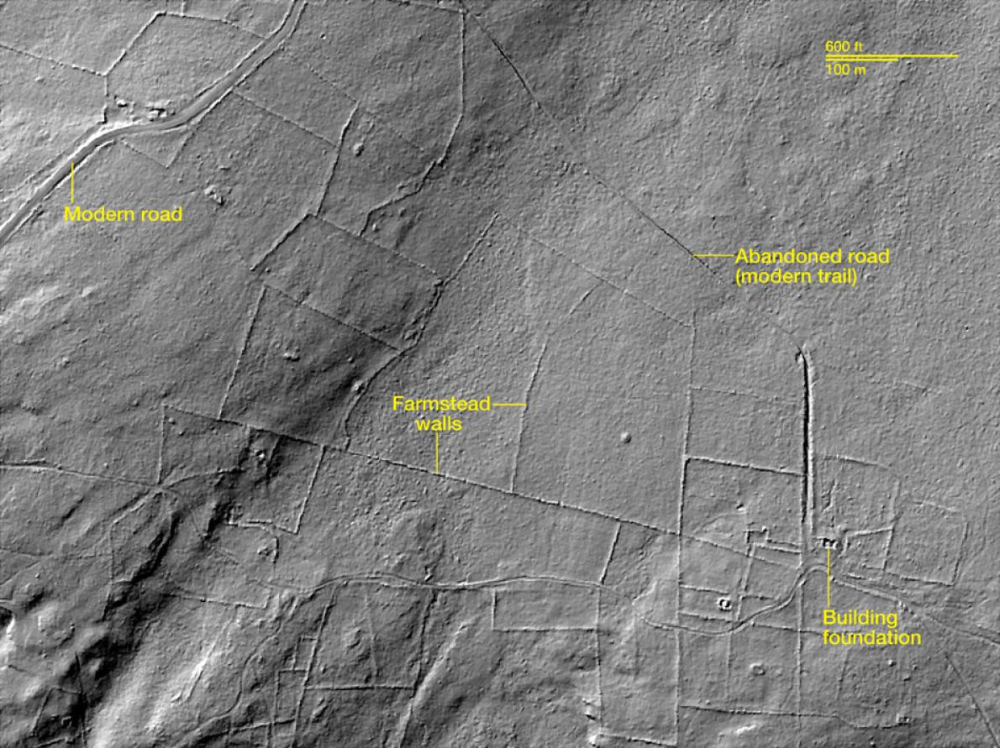 600 ft
100 m
Modern road
Abandoned road
(modern trail)
Farmstead
walls
Building
foundation